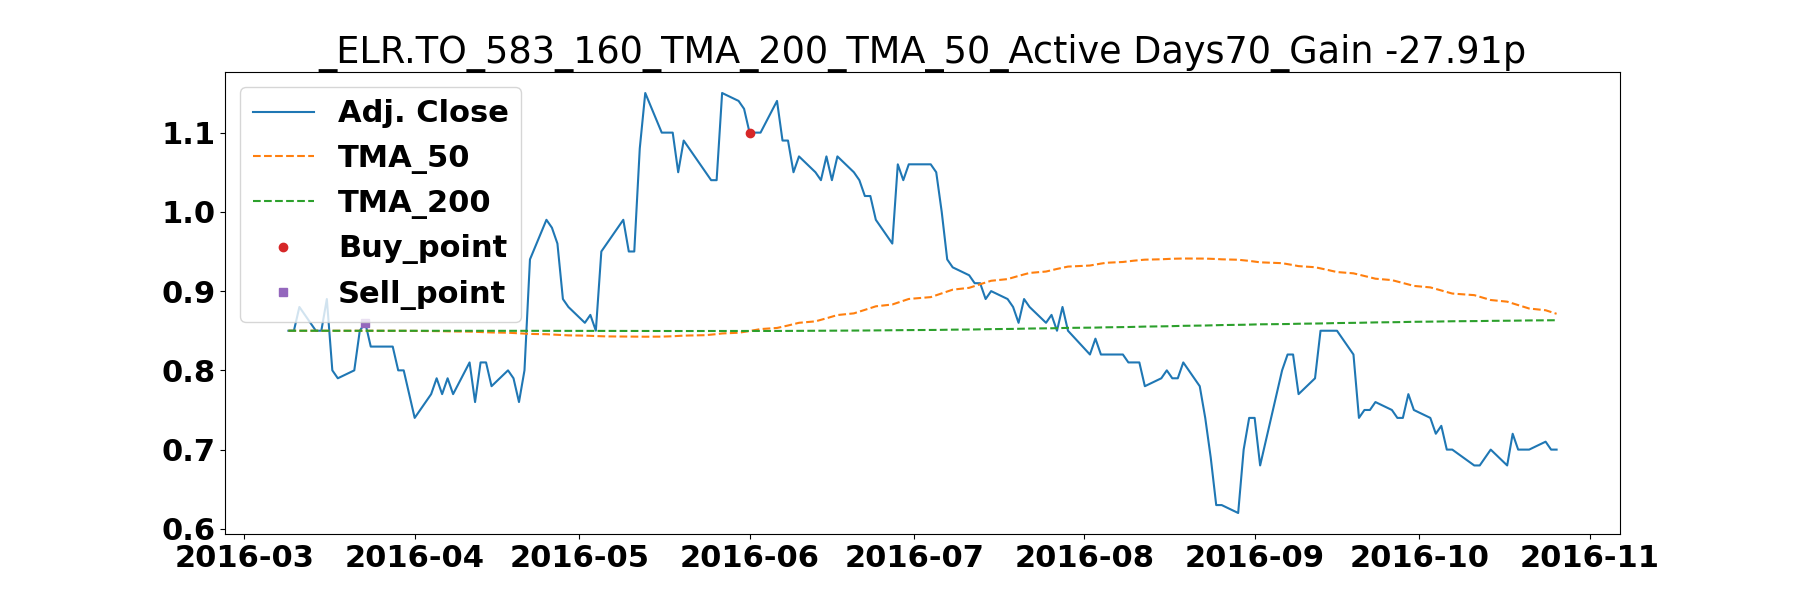 _ELR.TO_583_160_TMA_200_TMA_50_Active Days70_Gain -27.91p
Adj. Close
TMA_50
TMA_200
Buy_point
Sell_point
1.1
1.0
0.9
0.8
0.7
0.6
2016-03 2016-04 2016-05 2016-06 2016-07 2016-08 2016-09 2016-10 2016-11